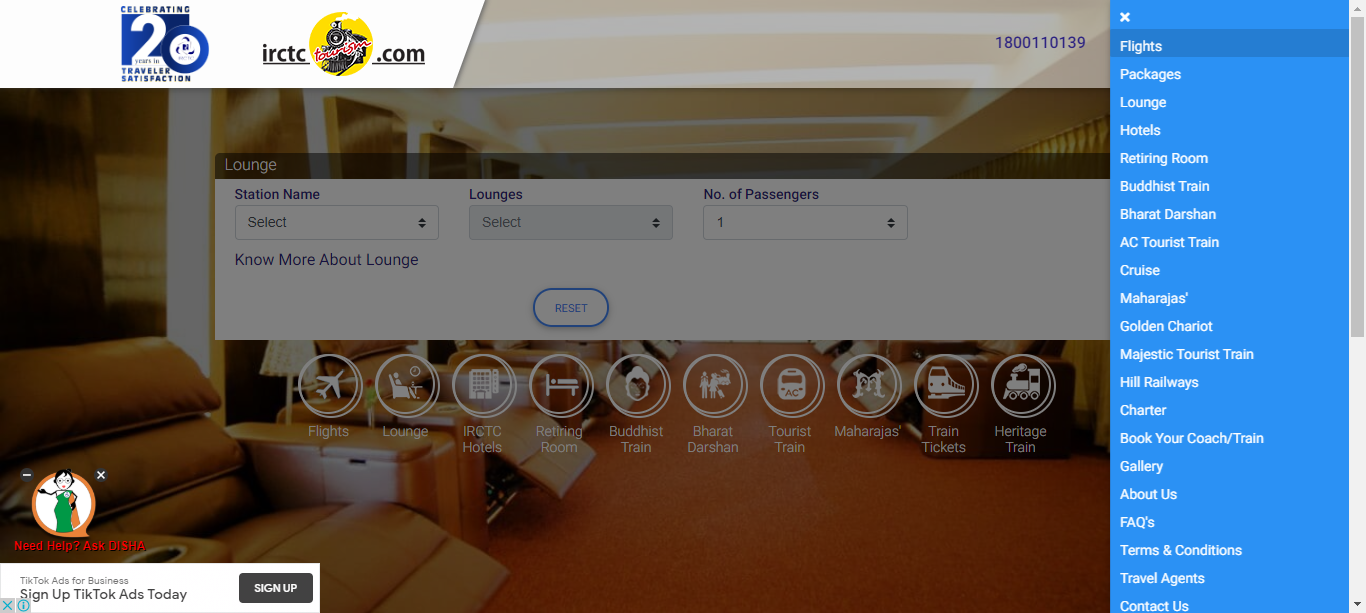 CELEBRATING
20
years in
TRAVELER
SATISFACTION
irctc tourism .com
1800110139
Lounge
Station Name
Lounges
No. of Passengers
Select
Select
1
Know More About Lounge
RESET
Flights
Lounge
IRCTC
Hotels
Retiring
Room
Buddhist
Train
Bharat
Darshan
AC
Tourist
Train
Maharajas'
Train
Tickets
Heritage
Train
Need Help? Ask DISHA
TikTok Ads for Business
Sign Up TikTok Ads Today
SIGN UP
Flights
Packages
Lounge
Hotels
Retiring Room
Buddhist Train
Bharat Darshan
AC Tourist Train
Cruise
Maharajas'
Golden Chariot
Majestic Tourist Train
Hill Railways
Charter
Book Your Coach/Train
Gallery
About Us
FAQ's
Terms & Conditions
Travel Agents
Contact Us